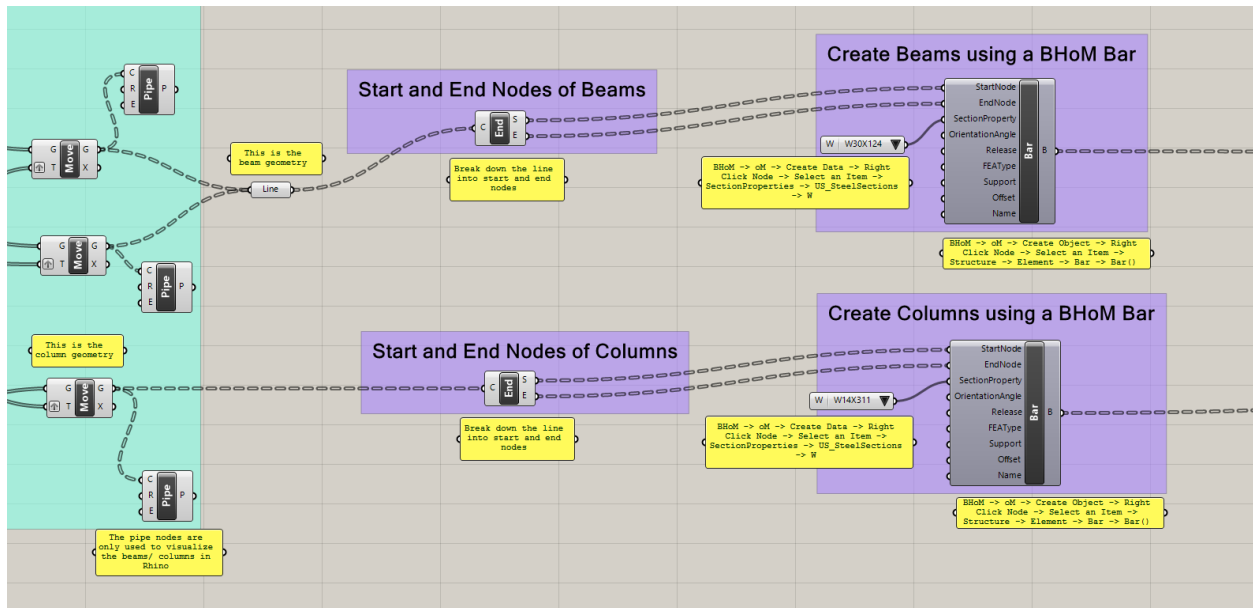 C
R
E
Pipe
P
G
T
Move
G
X
This is the
beam geometry
Line
G
T
Move
G
X
C
R
E
Pipe
P
Start and End Nodes of Beams
C
End
S
E
Break down the line
into start and end
nodes
Create Beams using a BHoM Bar
W
W30X124
StartNode
EndNode
SectionProperty
OrientationAngle
Release
FEAType
Support
Offset
Name
Bar
B
BHoM -> oM -> Create Data -> Right
Click Node -> Select an Item ->
SectionProperties -> US_SteelSections
-> W
BHoM -> oM -> Create Object -> Right
Click Node -> Select an Item ->
Structure -> Element -> Bar -> Bar()
This is the
column geometry
G
T
Move
G
X
C
R
E
Pipe
P
The pipe nodes are
only used to visualize
the beams/ columns in
Rhino
Start and End Nodes of Columns
C
End
S
E
Break down the line
into start and end
nodes
Create Columns using a BHoM Bar
W
W14X311
StartNode
EndNode
SectionProperty
OrientationAngle
Release
FEAType
Support
Offset
Name
Bar
B
BHoM -> oM -> Create Data -> Right
Click Node -> Select an Item ->
SectionProperties -> US_SteelSections
-> W
BHoM -> oM -> Create Object -> Right
Click Node -> Select an Item ->
Structure -> Element -> Bar -> Bar()